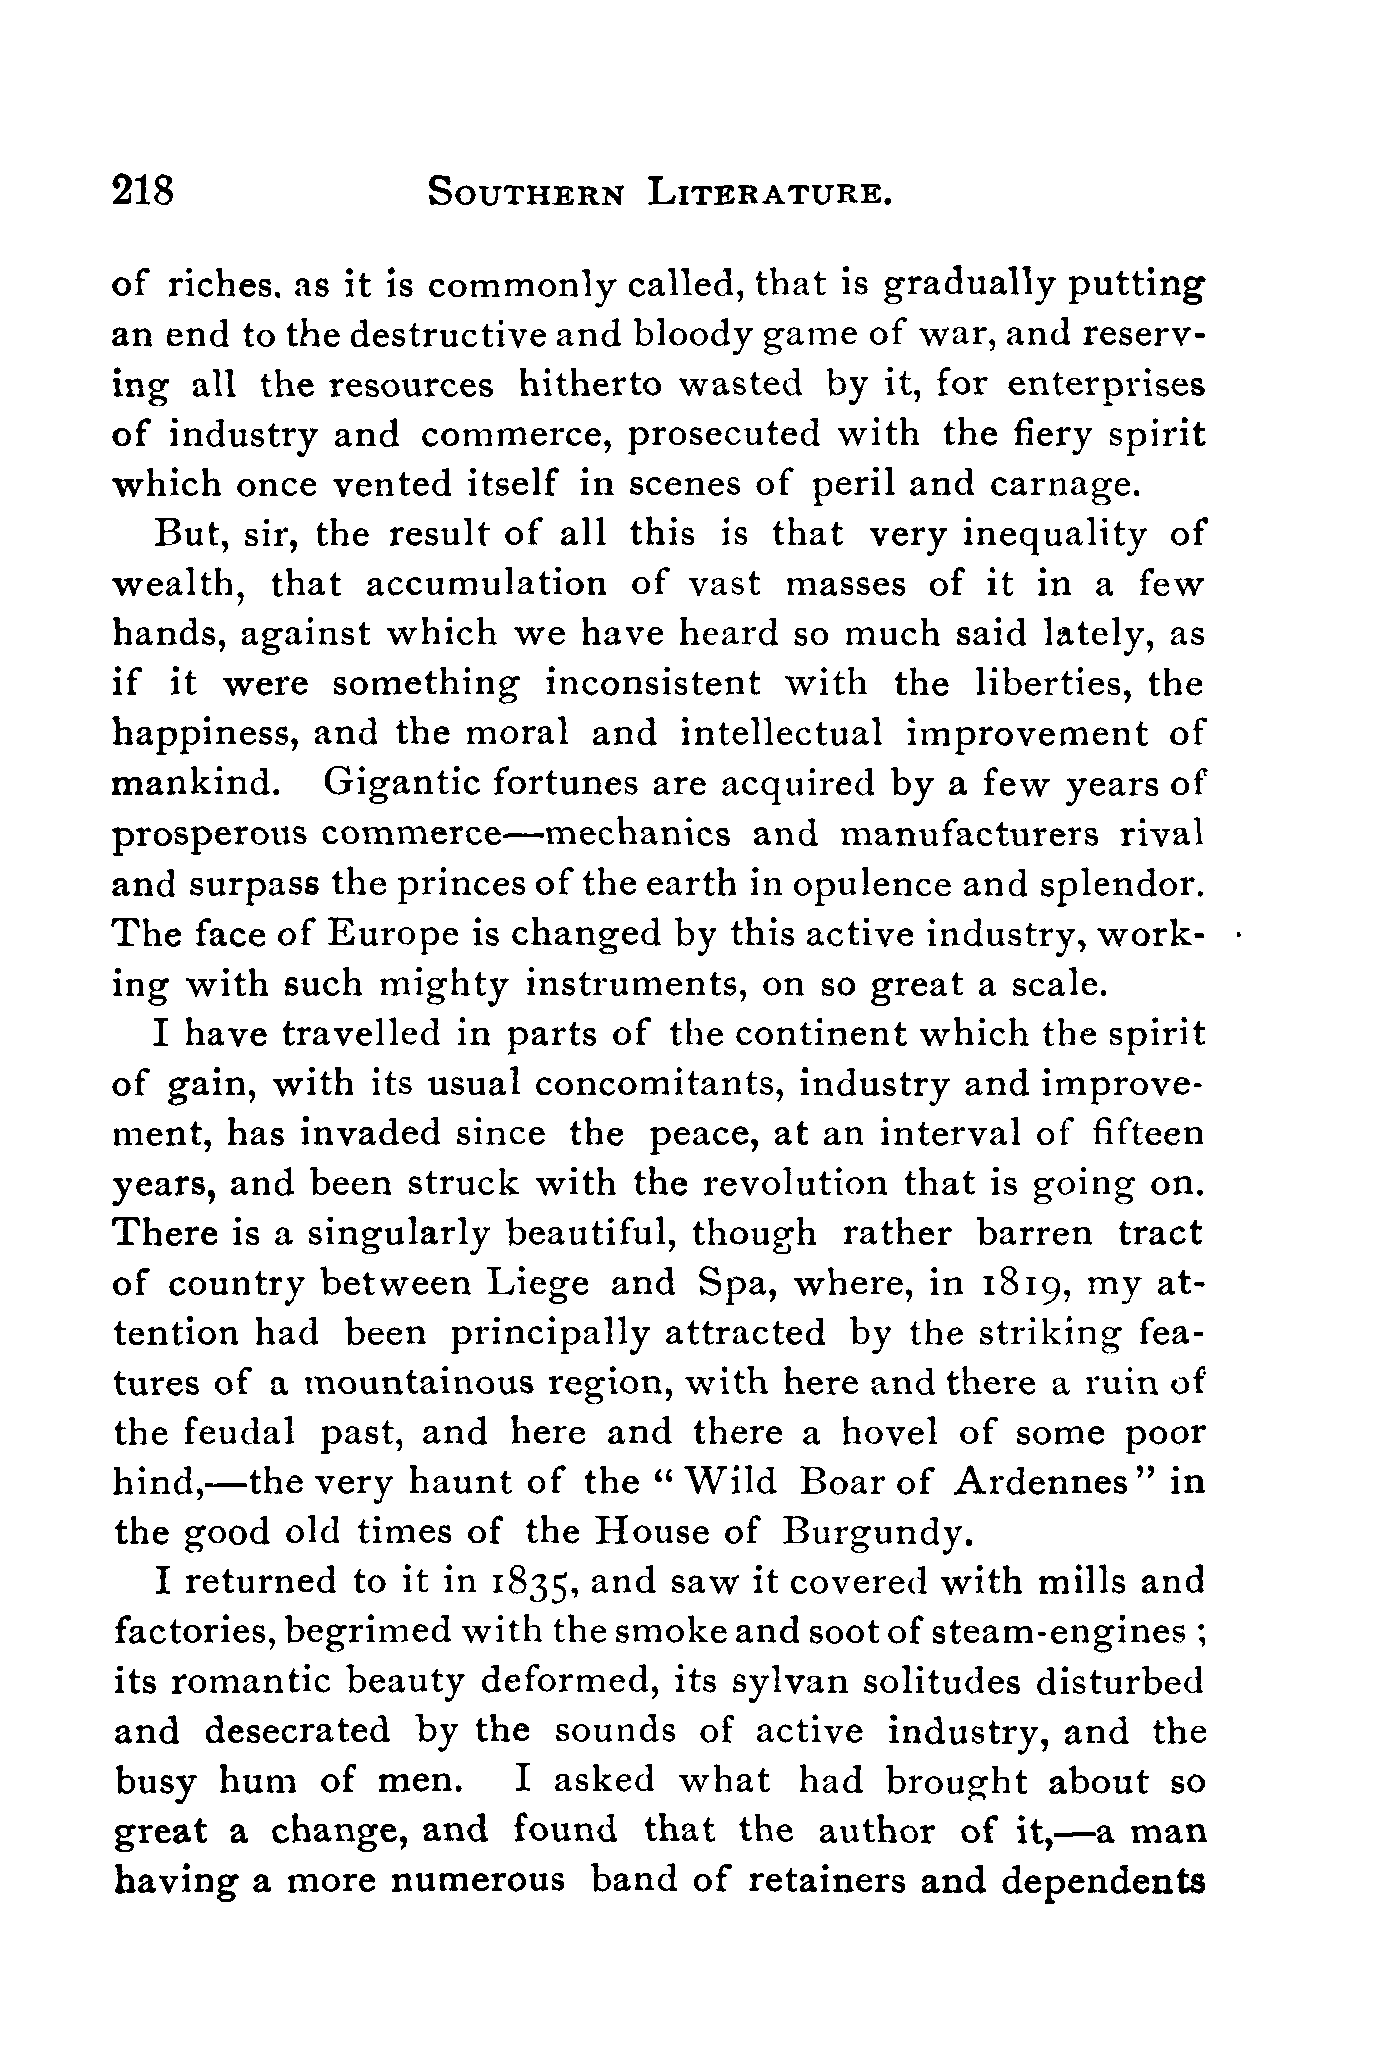 218 SOUTHERN LITERATURE.
of riches. as it is commonly called, that is gradually putting
an end to the destructive and bloody game of war, and reserv-
ing all the resources hitherto wasted by it, for enterprises
of industry and commerce, prosecuted with the fiery spirit
which once vented itself in scenes of peril and carnage.
But, sir, the result of all this is that very inequality of
wealth, that accumulation of vast masses of it in a few
hands, against which we have heard so much said lately, as
if it were something inconsistent with the liberties, the
happiness, and the moral and intellectual improvement of
mankind. Gigantic fortunes are acquired by a few years of
prosperous commerce—mechanics and manufacturers rival
and surpass the princes of the earth in opulence and splendor.
The face of Europe is changed by this active industry, work-
ing with such mighty instruments, on so great a scale.
I have travelled in parts of the continent which the spirit
of gain, with its usual concomitants, industry and improve-
ment, has invaded since the peace, at an interval of fifteen
years, and been struck with the revolution that is going on.
There is a singularly beautiful, though rather barren tract
of country between Liege and Spa, where, in 1819, my at-
tention had been principally attracted by the striking fea-
tures of a mountainous region, with here and there a ruin of
the feudal past, and here and there a hovel of some poor
hind,—the very haunt of the “ Wild Boar of Ardennes ” in
the good old times of the House of Burgundy.
I returned to it in 1835, and saw it covered with mills and
factories, begrimed with the smoke and soot of steam-engines ;
its romantic beauty deformed, its sylvan solitudes disturbed
and desecrated by the sounds of active industry, and the
busy hum of men. I asked what had brought about so
great a change, and found that the author of it,—a man
having a more numerous band of retainers and dependents